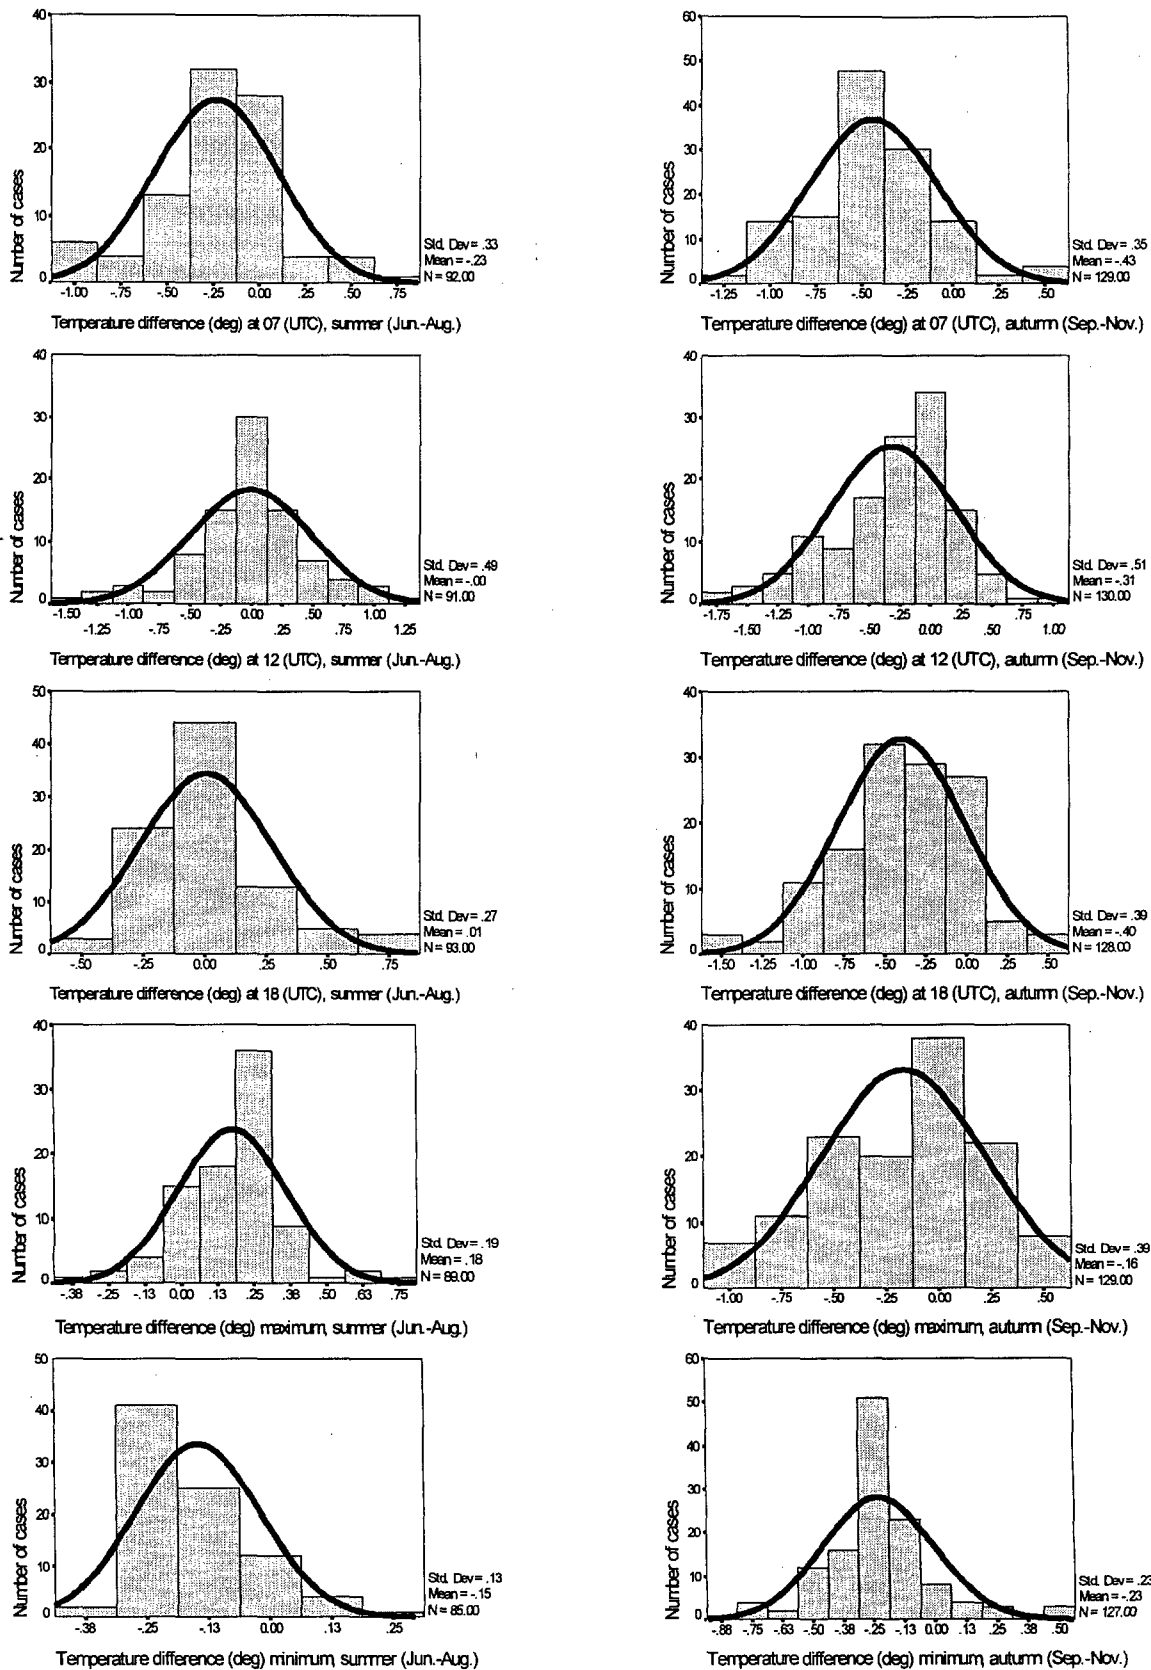 40
30
20
10
0
Number of cases
-1.00 -.75 -.50 -.25 0.00 .25 .50 .75
Std. Dev = .33
Mean = -.23
N = 92.00
Temperature difference (deg) at 07 (UTC), summer (Jun.-Aug.)
60
50
40
30
20
10
0
Number of cases
-1.25 -1.00 -.75 -.50 -.25 0.00 .25 .50
Std. Dev = .35
Mean = -.43
N = 129.00
Temperature difference (deg) at 07 (UTC), autumn (Sep.-Nov.)
40
30
20
10
0
Number of cases
-1.50 -1.00 -.50 0.00 .50 1.00
-1.25 -.75 -.25 .25 .75 1.25
Std. Dev = .49
Mean = -.00
N = 91.00
Temperature difference (deg) at 12 (UTC), summer (Jun.-Aug.)
40
30
20
10
0
Number of cases
-1.75 -1.25 -.75 -.25 .25 .75
-1.50 -1.00 -.50 0.00 .50 1.00
Std. Dev = .51
Mean = -.31
N = 130.00
Temperature difference (deg) at 12 (UTC), autumn (Sep.-Nov.)
50
40
30
20
10
0
Number of cases
-.50 -.25 0.00 .25 .50 .75
Std. Dev = .27
Mean = .01
N = 93.00
Temperature difference (deg) at 18 (UTC), summer (Jun.-Aug.)
40
30
20
10
0
Number of cases
-1.50 -1.25 -1.00 -.75 -.50 -.25 0.00 .25 .50
Std. Dev = .39
Mean = -.40
N = 128.00
Temperature difference (deg) at 18 (UTC), autumn (Sep.-Nov.)
40
30
20
10
0
Number of cases
-.38 -.25 -.13 0.00 .13 .25 .38 .50 .63 .75
Std. Dev = .19
Mean = .18
N = 89.00
Temperature difference (deg) maximum, summer (Jun.-Aug.)
40
30
20
10
0
Number of cases
-1.00 -.75 -.50 -.25 0.00 .25 .50
Std. Dev = .39
Mean = -.16
N = 129.00
Temperature difference (deg) maximum, autumn (Sep.-Nov.)
50
40
30
20
10
0
Number of cases
-.38 -.25 -.13 0.00 .13 .25
Std. Dev = .13
Mean = -.15
N = 85.00
Temperature difference (deg) minimum, summer (Jun.-Aug.)
60
50
40
30
20
10
0
Number of cases
-.88 -.75 -.63 -.50 -.38 -.25 -.13 0.00 .13 .25 .38 .50
Std. Dev = .23
Mean = -.23
N = 127.00
Temperature difference (deg) minimum, autumn (Sep.-Nov.)